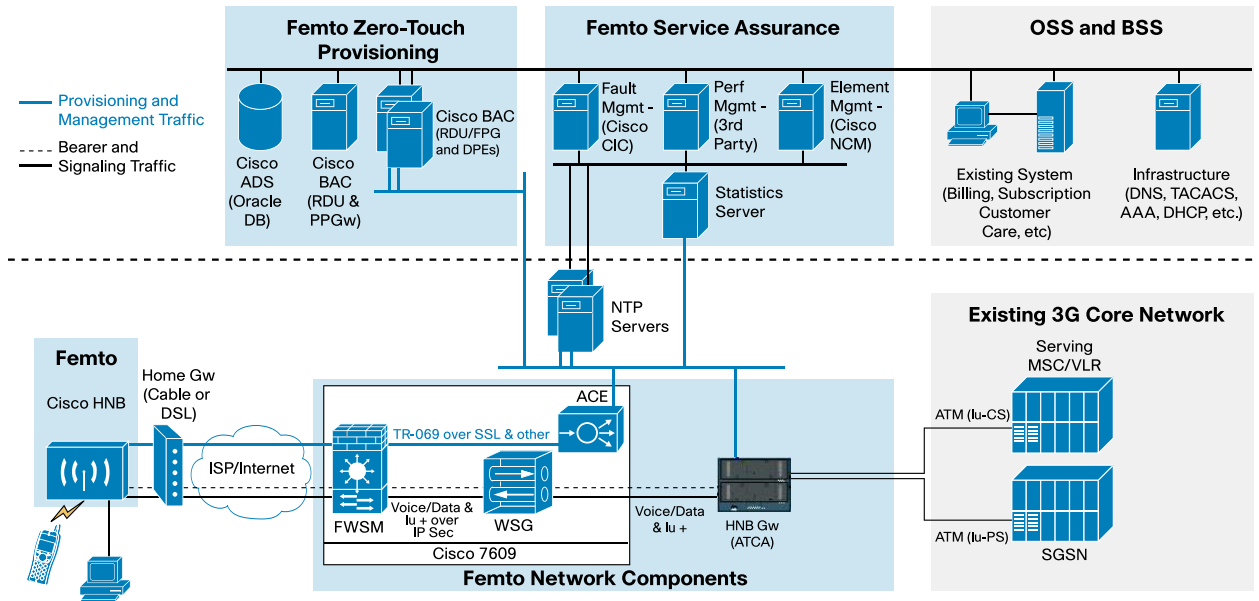 Femto Zero-Touch
Provisioning
Femto Service Assurance
OSS and BSS
Provisioning and
Management Traffic
Bearer and
Signaling Traffic
Cisco
ADS
(Oracle
DB)
Cisco
BAC
(RDU &
PPGw)
Cisco BAC
(RDU/FPG
and DPEs)
Fault
Mgmt -
(Cisco
CIC)
Perf
Mgmt -
(3rd
Party)
Element
Mgmt -
(Cisco
NCM)
Statistics
Server
Existing System
(Billing, Subscription
Customer
Care, etc)
Infrastructure
(DNS, TACACS,
AAA, DHCP, etc.)
NTP
Servers
Femto
Cisco HNB
Home Gw
(Cable or
DSL)
ISP/Internet
ACE
TR-069 over SSL & other
FWSM
Voice/Data &
Iu + over
IP Sec
WSG
Cisco 7609
Voice/Data
& Iu +
HNB Gw
(ATCA)
Femto Network Components
Existing 3G Core Network
Serving
MSC/VLR
ATM (Iu-CS)
ATM (Iu-PS)
SGSN